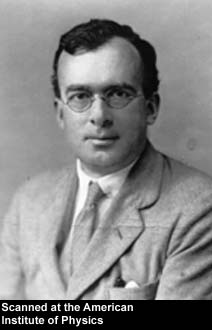 Scanned at the American
Institute of Physics